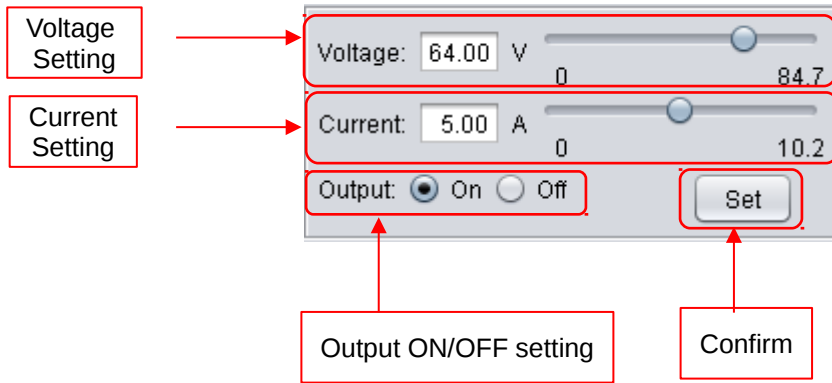 Voltage
Setting
Voltage: 64.00 V
0 84.7
Current
Setting
Current: 5.00 A
0 10.2
Output: On Off
Set
Output ON/OFF setting
Confirm